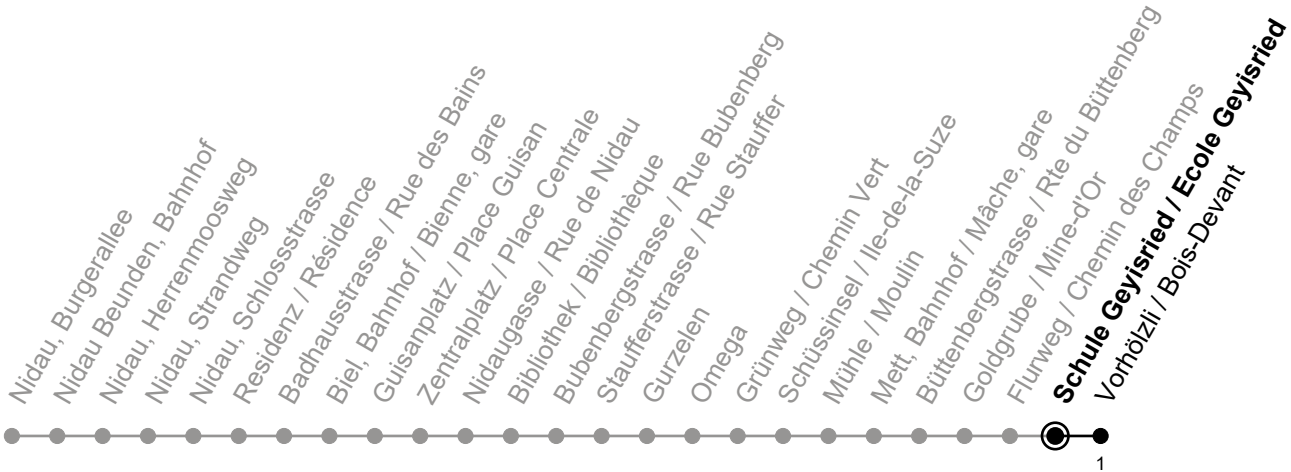 Nidau, Burgerallee
Nidau Beunden, Bahnhof
Nidau, Herrenmoosweg
Nidau, Strandweg
Nidau, Schlossstrasse
Residenz / Résidence
Badhausstrasse / Rue des Bains
Biel, Bahnhof / Bienne, gare
Guisanplatz / Place Guisan
Zentralplatz / Place Centrale
Nidaugasse / Rue de Nidau
Bibliothek / Bibliothèque
Bubenbergstrasse / Rue Bubenberg
Staufferstrasse / Rue Stauffer
Gurzelen
Omega
Grünweg / Chemin Vert
Schüssinsel / Ile-de-la-Suze
Mühle / Moulin
Mett, Bahnhof / Mâche, gare
Büttenbergstrasse / Rte du Büttenberg
Goldgrube / Mine-d'Or
Flurweg / Chemin des Champs
Schule Geyisried / Ecole Geyisried
Vorhölzli / Bois-Devant
1